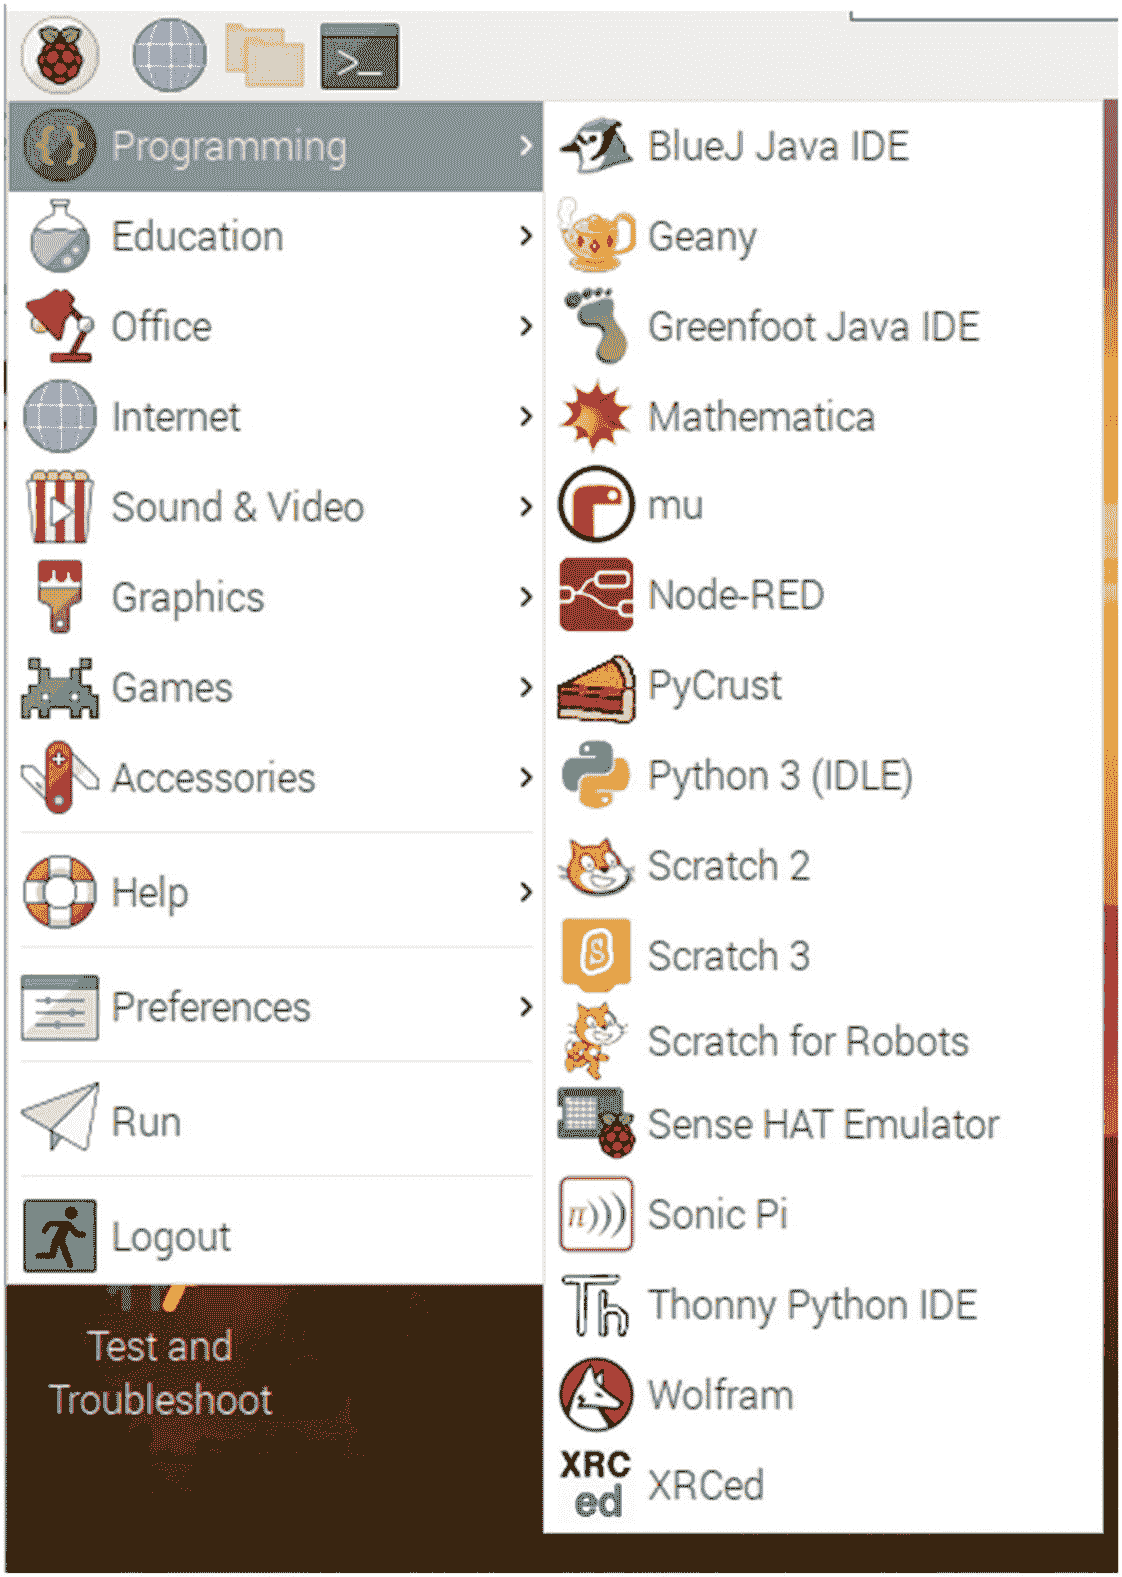 Programming
Education
Office
Internet
Sound & Video
Graphics
Games
Accessories
Help
Preferences
Run
Logout
Test and
Troubleshoot
BlueJ Java IDE
Geany
Greenfoot Java IDE
Mathematica
mu
Node-RED
PyCrust
Python 3 (IDLE)
Scratch 2
Scratch 3
Scratch for Robots
Sense HAT Emulator
Sonic Pi
Thonny Python IDE
Wolfram
XRC
ed
XRCed